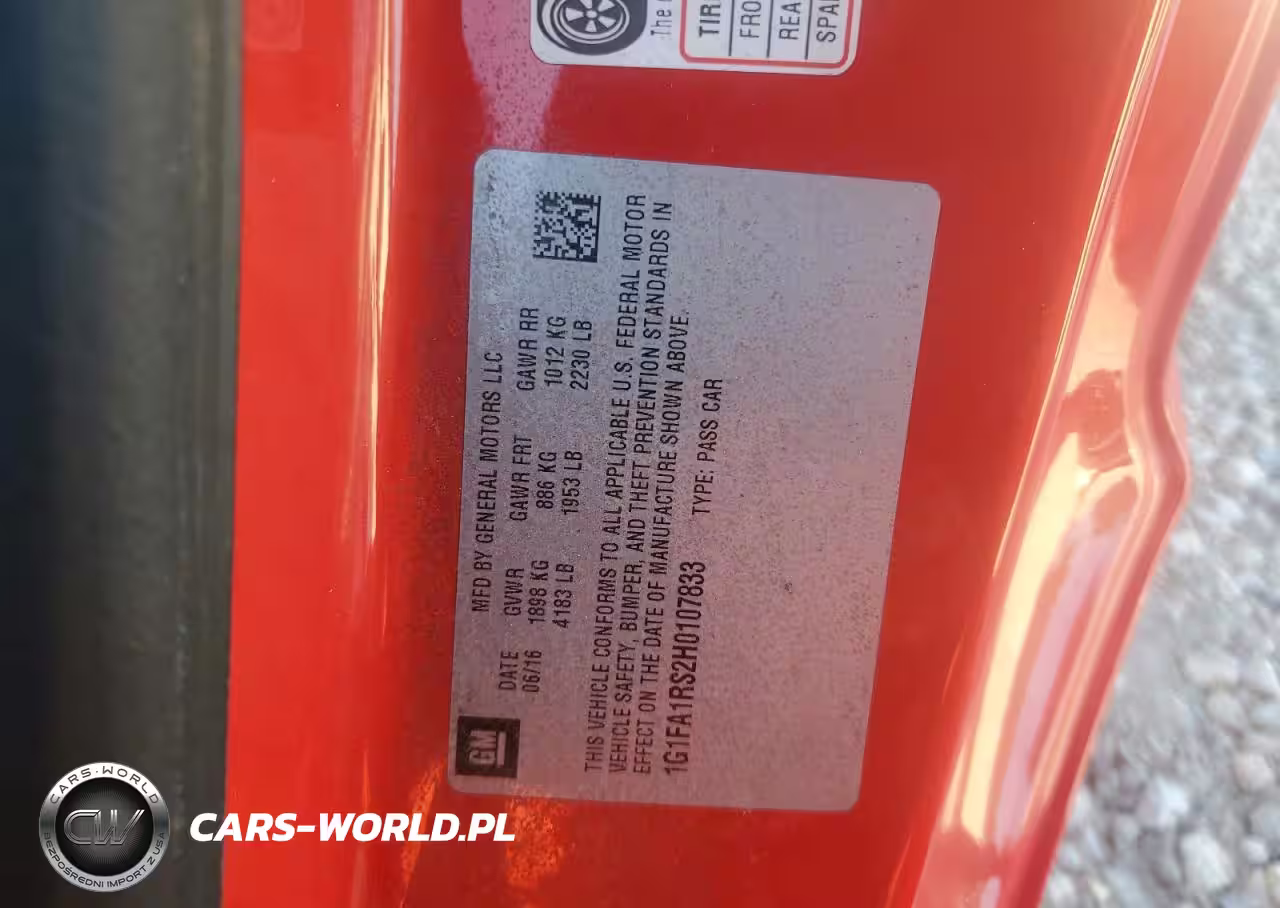 The
TIR
FRO
REA
SPA
MFD BY GENERAL MOTORS LLC
DATE GVWR GAWR FRT GAWR RR
06/16 1898 KG 886 KG 1012 KG
4183 LB 1953 LB 2230 LB
THIS VEHICLE CONFORMS TO ALL APPLICABLE U.S. FEDERAL MOTOR
VEHICLE SAFETY, BUMPER, AND THEFT PREVENTION STANDARDS IN
EFFECT ON THE DATE OF MANUFACTURE SHOWN ABOVE.
1G1FA1RS2H0107833 TYPE: PASS CAR
GM
CARS-WORLD
CW
BEZPOŚREDNI IMPORT Z USA
CARS-WORLD.PL